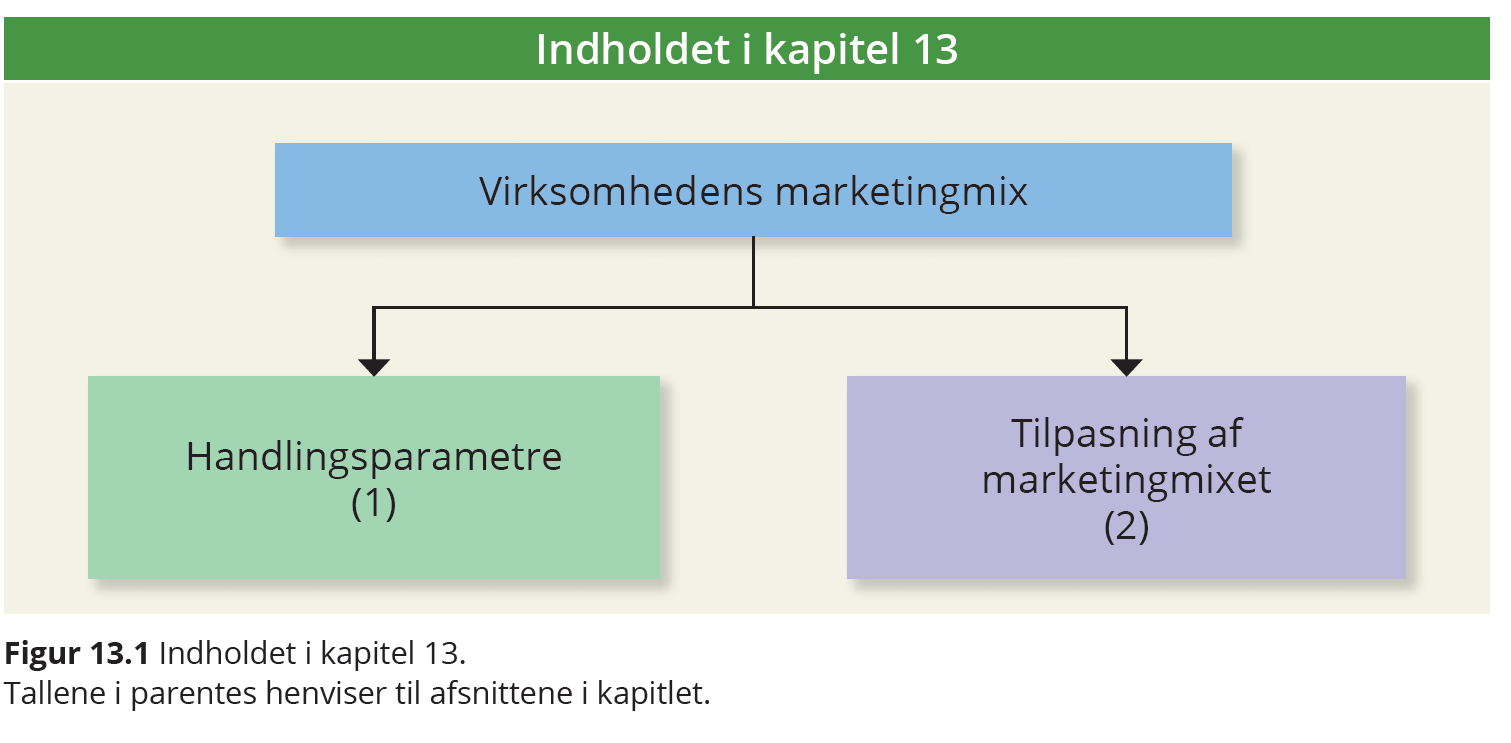 Indholdet i kapitel 13
Virksomhedens marketingmix
Handlingsparametre
(1)
Tilpasning af
marketingmixet
(2)
Figur 13.1 Indholdet i kapitel 13.
Tallene i parentes henviser til afsnittene i kapitlet.